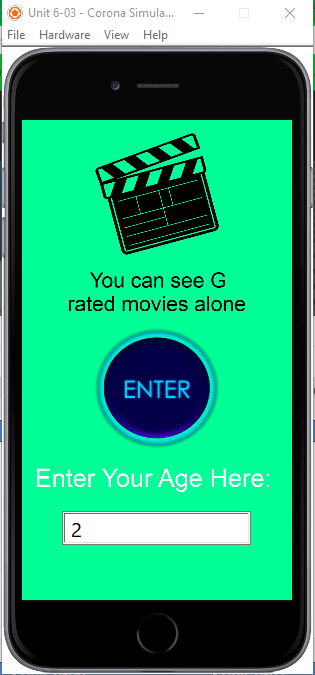 Unit 6-03 - Corona Simula...
File Hardware View Help
You can see G
rated movies alone
ENTER
Enter Your Age Here:
2